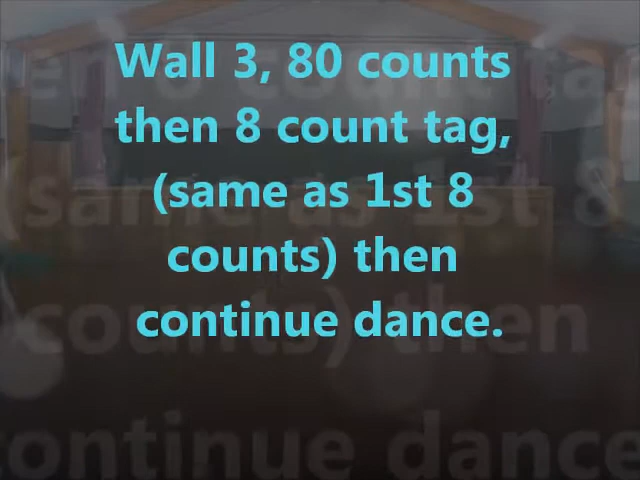 Wall 3, 80 counts
then 8 count tag,
(same as 1st 8
counts) then
continue dance.